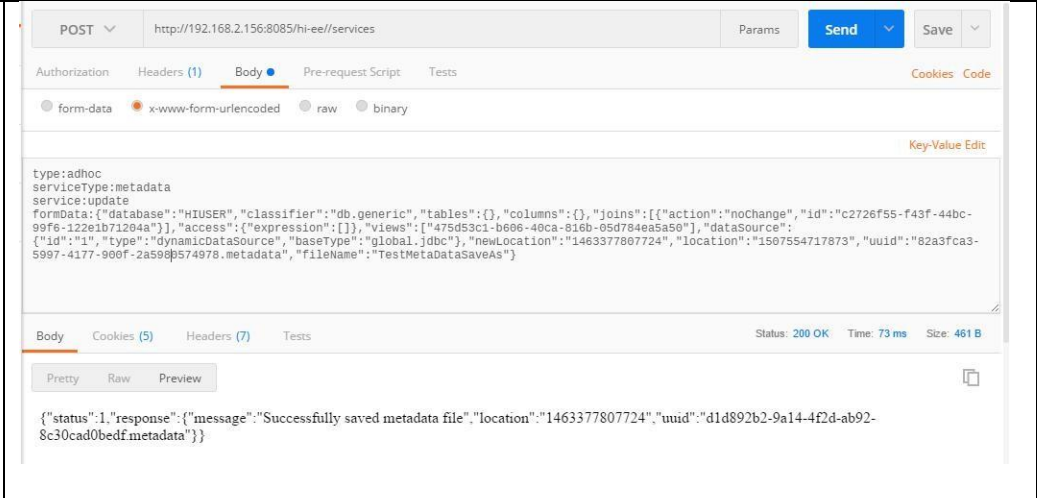 POST http://192.168.2.156:8085/hi-ee//services Params Send Save
Authorization Headers (1) Body Pre-request Script Tests Cookies Code
form-data x-www-form-urlencoded raw binary
Key-Value Edit
type:adhoc
serviceType:metadata
service:update
formData:{"database":"HIUSER","classifier":"db.generic","tables":{},"columns":{},"joins":[{"action":"noChange","id":"c2726f55-f43f-44bc-
99f6-122e1b71204a"}],"access":{"expression":[]},"views":["475d53c1-b606-40ca-816b-05d784ea5a50"],"dataSource":
{"id":"1","type":"dynamicDataSource","baseType":"global.jdbc"},"newLocation":"1463377807724","location":"1507554717873","uuid":"82a3fca3-
5997-4177-900f-2a5980574978.metadata","fileName":"TestMetaDataSaveAs"}
Body Cookies (5) Headers (7) Tests Status: 200 OK Time: 73 ms Size: 461 B
Pretty Raw Preview
{"status":1,"response":{"message":"Successfully saved metadata file","location":"1463377807724","uuid":"d1d892b2-9a14-4f2d-ab92-
8c30cad0bedf.metadata"}}